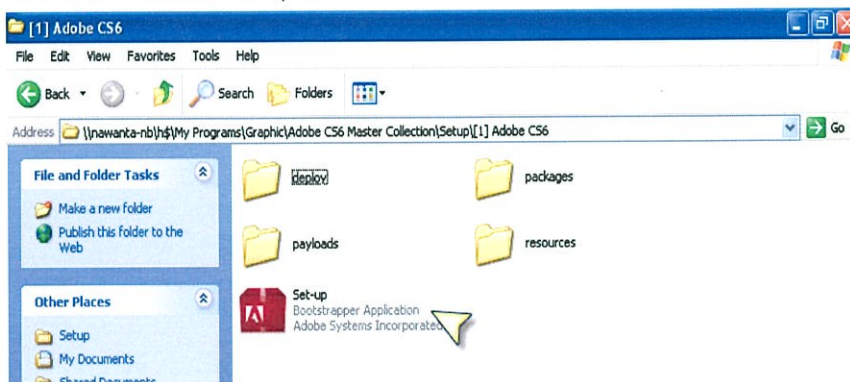 [1] Adobe CS6
File Edit View Favorites Tools Help
Back Search Folders
Address \\nawanta-nb\h$\My Programs\Graphic\Adobe CS6 Master Collection\Setup\[1] Adobe CS6 Go
File and Folder Tasks
Make a new folder
Publish this folder to the
Web
Other Places
Setup
My Documents
Shared Documents
deploy
packages
payloads
resources
Set-up
Bootstrapper Application
Adobe Systems Incorporated